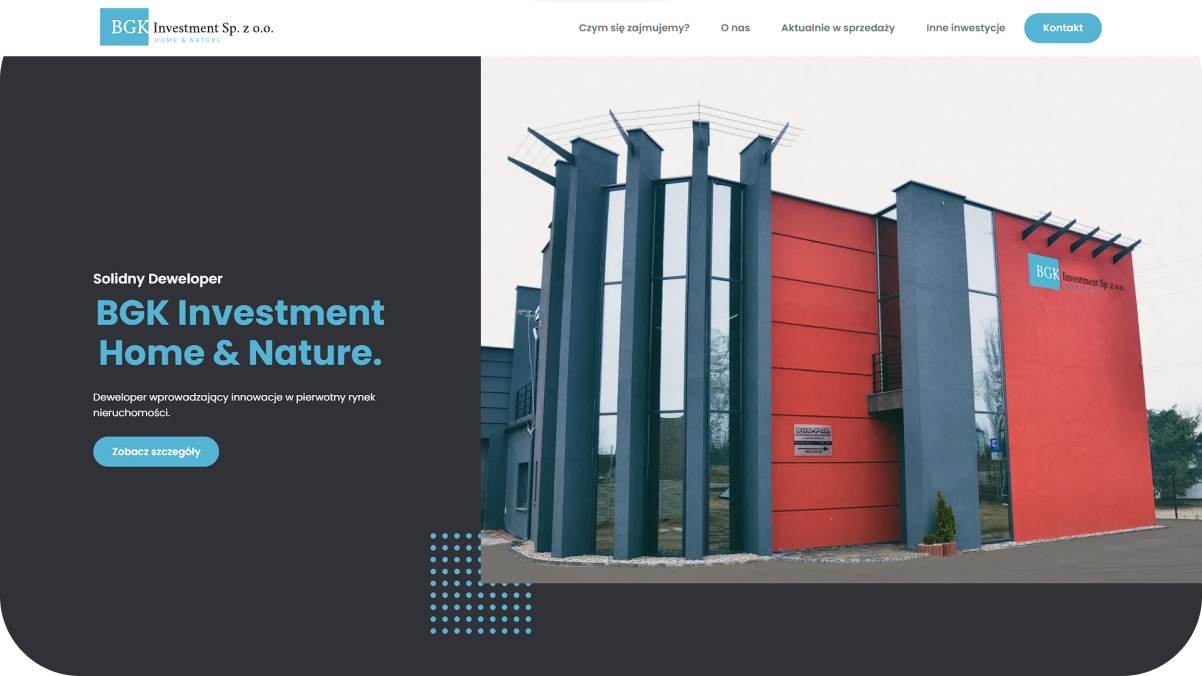 BGK Investment Sp. z o.o.
HOME & NATURE
Czym się zajmujemy?
O nas
Aktualnie w sprzedaży
Inne inwestycje
Kontakt
Solidny Deweloper
BGK Investment
Home & Nature.
Deweloper wprowadzający innowacje w pierwotny rynek
nieruchomości.
Zobacz szczegóły
BGK Investment Sp. z o.o.